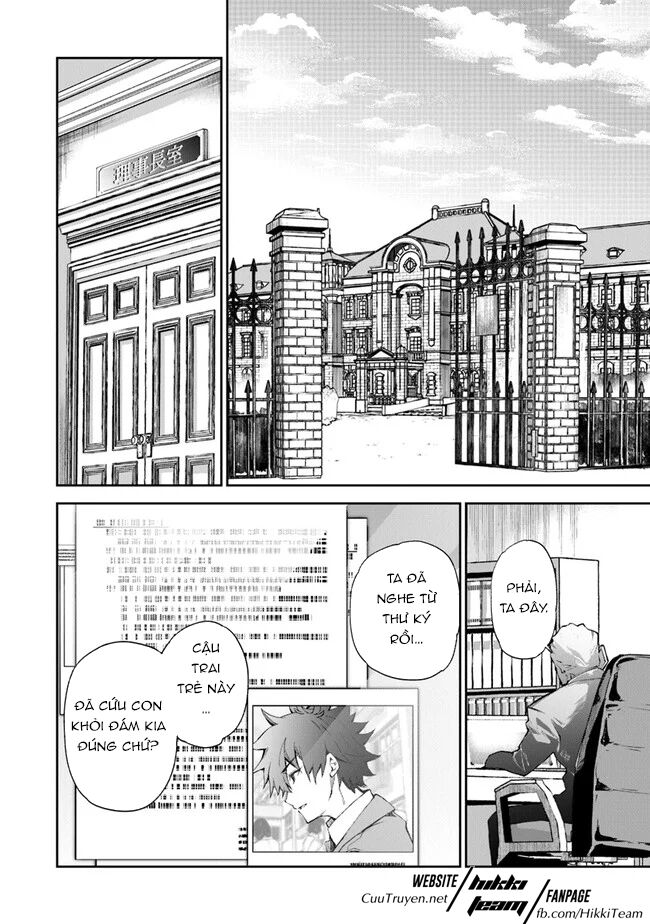 理事長室
PHẢI,
TA ĐÂY.
TA ĐÃ
NGHE TỪ
THƯ KÝ
RỒI...
CẬU TRAI
TRẺ NÀY
...
ĐÃ CỨU CON
KHỎI ĐÁM KIA
ĐÚNG CHỨ?
WEBSITE
CuuTruyen.net
HIKKI
TEAM
FANPAGE
fb.com/HikkiTeam